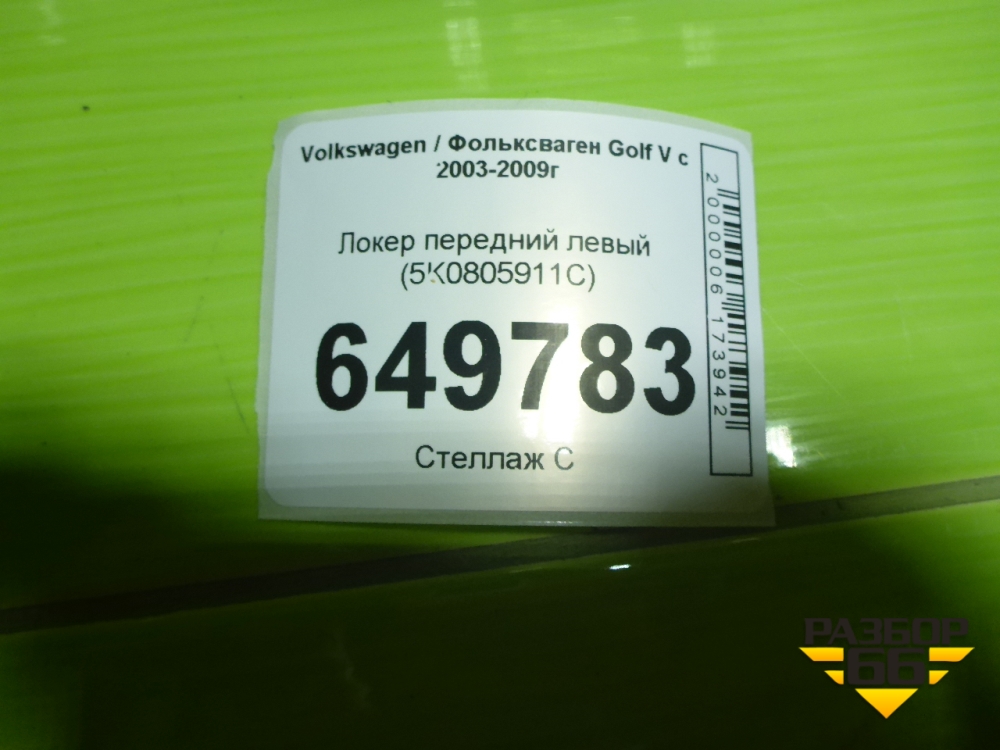 Volkswagen / Фольксваген Golf V с
2003-2009г
Локер передний левый
(5K0805911C)
649783
Стеллаж С
2000006173942
РАЗБОР
66